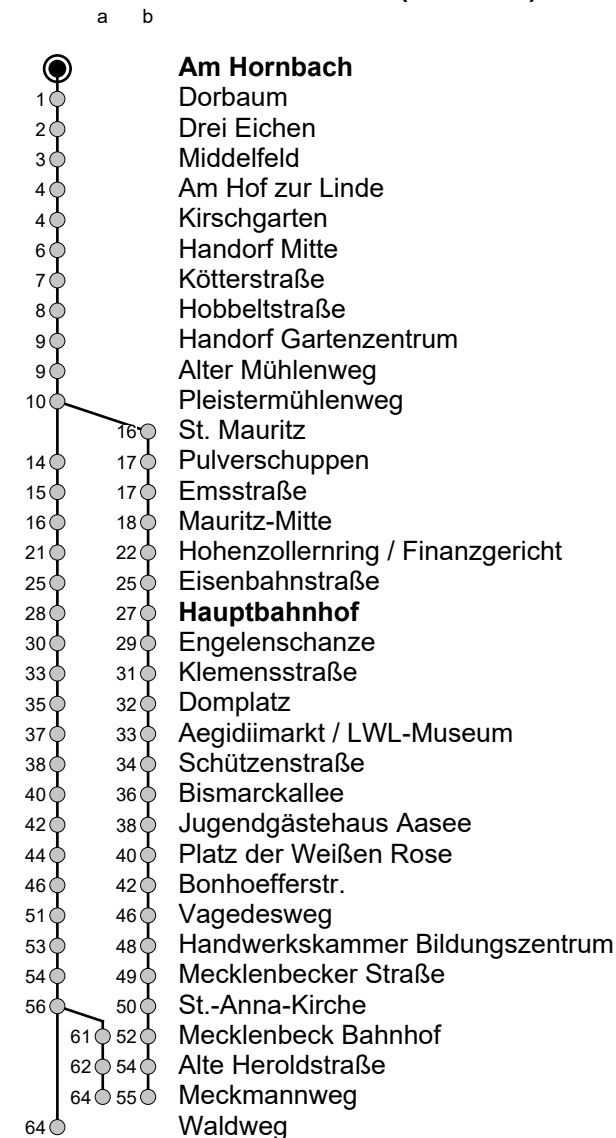 a b
Am Hornbach
1 Dorbaum
2 Drei Eichen
3 Middelfeld
4 Am Hof zur Linde
4 Kirschgarten
6 Handorf Mitte
7 Kötterstraße
8 Hobbeltstraße
9 Handorf Gartenzentrum
9 Alter Mühlenweg
10 Pleistermühlenweg
16 St. Mauritz
14 17 Pulverschuppen
15 17 Emsstraße
16 18 Mauritz-Mitte
21 22 Hohenzollernring / Finanzgericht
25 25 Eisenbahnstraße
28 27 Hauptbahnhof
30 29 Engelenschanze
33 31 Klemensstraße
35 32 Domplatz
37 33 Aegidiimarkt / LWL-Museum
38 34 Schützenstraße
40 36 Bismarckallee
42 38 Jugendgästehaus Aasee
44 40 Platz der Weißen Rose
46 42 Bonhoefferstr.
51 46 Vagedesweg
53 48 Handwerkskammer Bildungszentrum
54 49 Mecklenbecker Straße
56 50 St.-Anna-Kirche
61 52 Mecklenbeck Bahnhof
62 54 Alte Heroldstraße
64 55 Meckmannweg
64 Waldweg